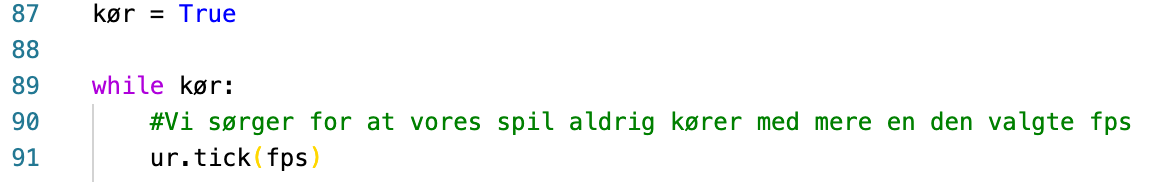 87 kør = True
88
89 while kør:
90 #Vi sørger for at vores spil aldrig kører med mere en den valgte fps
91 ur.tick(fps)